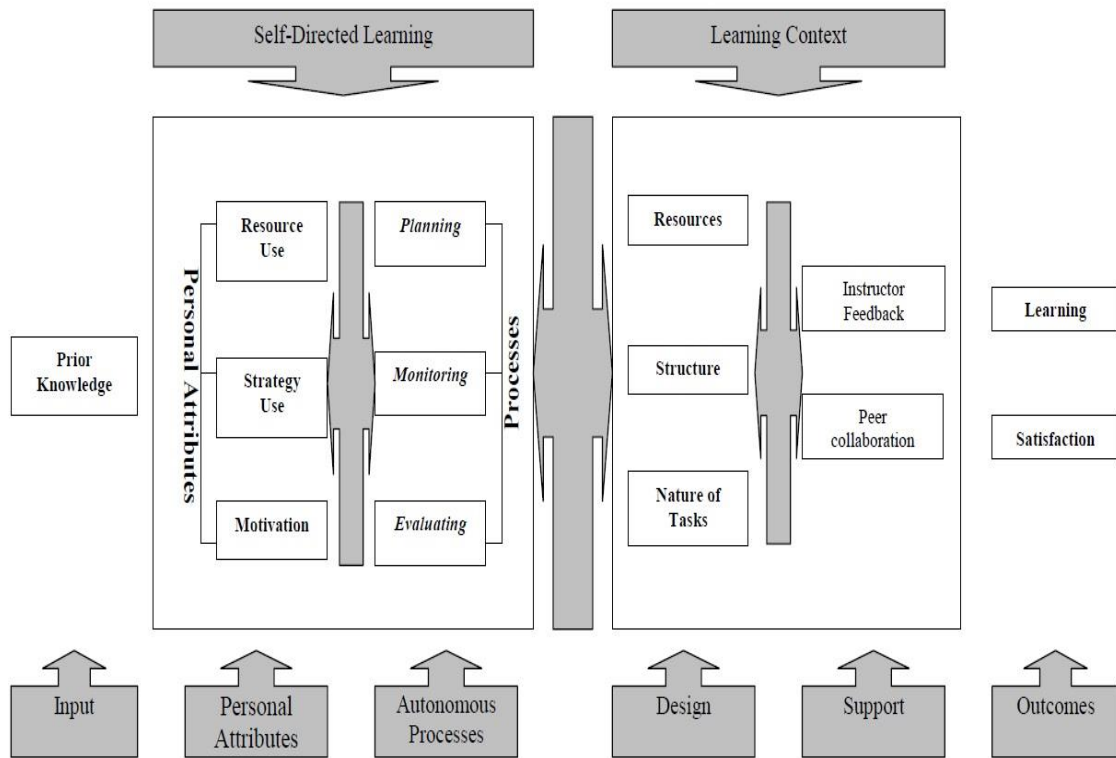 Self-Directed Learning
Learning Context
Prior
Knowledge
Personal Attributes
Resource
Use
Strategy
Use
Motivation
Planning
Monitoring
Evaluating
Processes
Resources
Structure
Nature of
Tasks
Instructor
Feedback
Peer
collaboration
Learning
Satisfaction
Input
Personal
Attributes
Autonomous
Processes
Design
Support
Outcomes